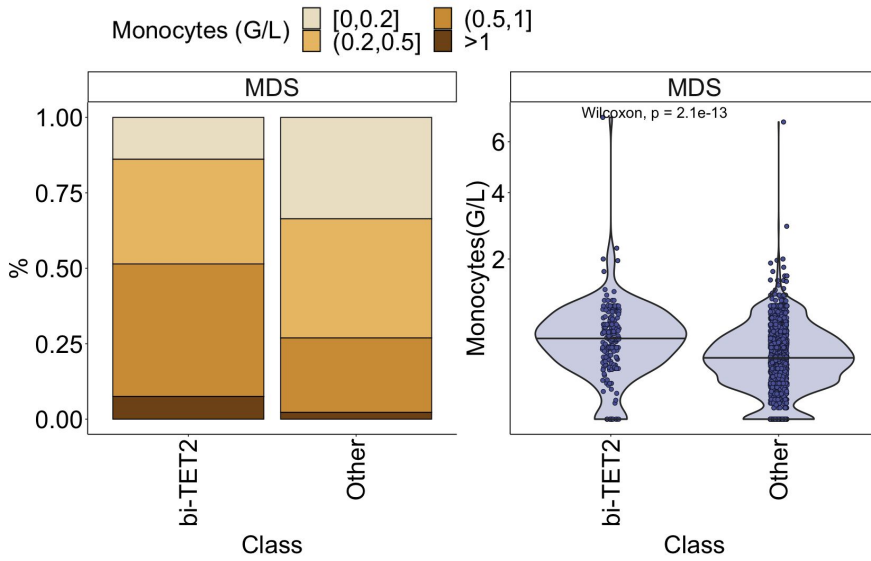 Monocytes (G/L)
[0,0.2]
(0.5,1]
(0.2,0.5]
>1
MDS
1.00
0.75
0.50
0.25
0.00
%
bi-TET2
Other
Class
MDS
Wilcoxon, p = 2.1e-13
6
4
2
Monocytes(G/L)
bi-TET2
Other
Class